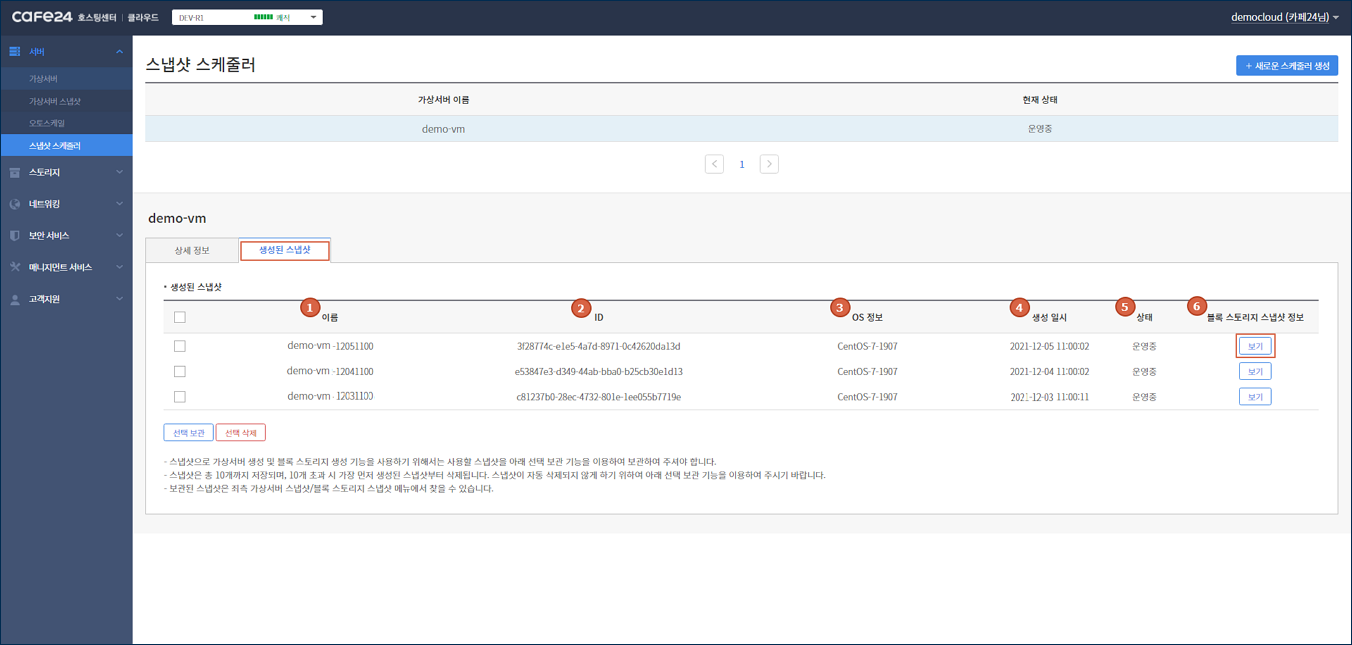 cafe24 호스팅센터 | 클라우드
DEV-R1 쾌적
democloud (카페24님)
서버
가상서버
가상서버 스냅샷
오토스케일
스냅샷 스케줄러
스토리지
네트워킹
보안 서비스
매니지먼트 서비스
고객지원
스냅샷 스케줄러
+ 새로운 스케줄러 생성
가상서버 이름 현재 상태
demo-vm 운영중
< 1 >
demo-vm
상세 정보 생성된 스냅샷
• 생성된 스냅샷
1 이름 2 ID 3 OS 정보 4 생성 일시 5 상태 6 블록 스토리지 스냅샷 정보
demo-vm -12051100 3f28774c-e1e5-4a7d-8971-0c42620da13d CentOS-7-1907 2021-12-05 11:00:02 운영중 보기
demo-vm -12041100 e53847e3-d349-44ab-bba0-b25cb30e1d13 CentOS-7-1907 2021-12-04 11:00:02 운영중 보기
demo-vm - 12031100 c81237b0-28ec-4732-801e-1ee055b7719e CentOS-7-1907 2021-12-03 11:00:11 운영중 보기
선택 보관 선택 삭제
- 스냅샷으로 가상서버 생성 및 블록 스토리지 생성 기능을 사용하기 위해서는 사용할 스냅샷을 아래 선택 보관 기능을 이용하여 보관하여 주셔야 합니다.
- 스냅샷은 총 10개까지 저장되며, 10개 초과 시 가장 먼저 생성된 스냅샷부터 삭제됩니다. 스냅샷이 자동 삭제되지 않게 하기 위하여 아래 선택 보관 기능을 이용하여 주시기 바랍니다.
- 보관된 스냅샷은 좌측 가상서버 스냅샷/블록 스토리지 스냅샷 메뉴에서 찾을 수 있습니다.